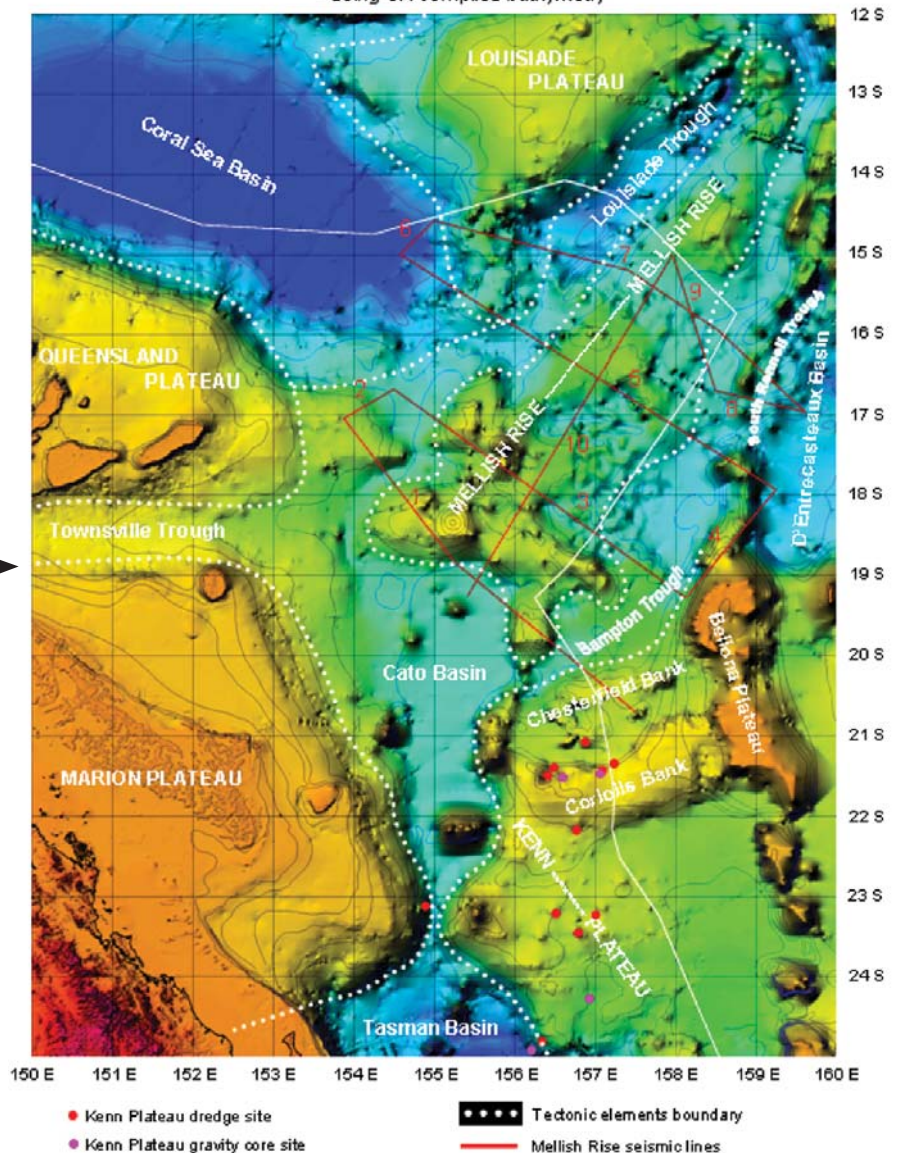 12 S
LOUISIADE
PLATEAU
13 S
Coral Sea Basin
Louisiade Trough
14 S
MELLISH RISE
6
7
15 S
9
South Rennell Trough
16 S
QUEENSLAND
PLATEAU
2
5
8
D'Entrecasteaux Basin
17 S
MELLISH RISE
10
1
3
18 S
Townsville Trough
4
19 S
Bampton Trough
Bellona Plateau
20 S
Cato Basin
Chesterfield Bank
21 S
MARION PLATEAU
Coriolis Bank
22 S
KENN PLATEAU
23 S
24 S
Tasman Basin
150 E 151 E 152 E 153 E 154 E 155 E 156 E 157 E 158 E 159 E 160 E
Kenn Plateau dredge site
Tectonic elements boundary
Kenn Plateau gravity core site
Mellish Rise seismic lines